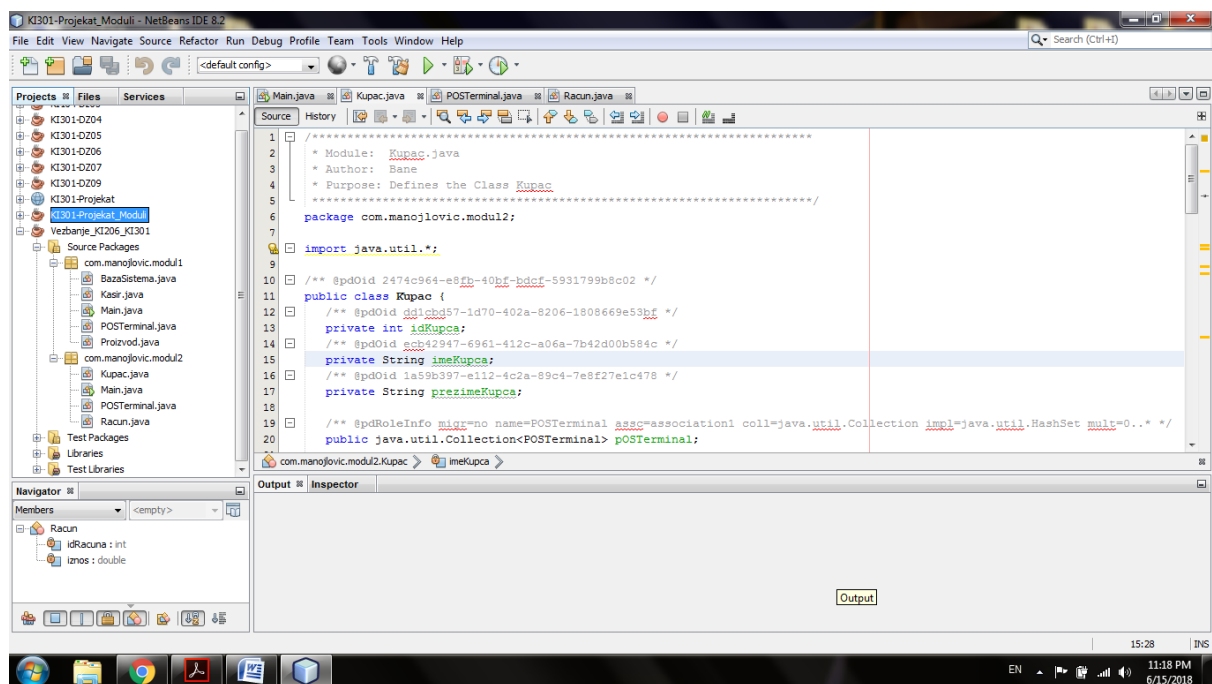 KI301-Projekat_Moduli - NetBeans IDE 8.2
File Edit View Navigate Source Refactor Run Debug Profile Team Tools Window Help
Search (Ctrl+I)
<default config>
Projects Files Services
KI301-DZ04
KI301-DZ05
KI301-DZ06
KI301-DZ07
KI301-DZ09
KI301-Projekat
KI301-Projekat_Moduli
Vezbanje_KI206_KI301
Source Packages
com.manojlovic.modul1
BazaSistema.java
Kasir.java
Main.java
POSTerminal.java
Proizvod.java
com.manojlovic.modul2
Kupac.java
Main.java
POSTerminal.java
Racun.java
Test Packages
Libraries
Test Libraries
Navigator
Members <empty>
Racun
idRacuna : int
iznos : double
Main.java Kupac.java POSTerminal.java Racun.java
Source History
1 /***********************************************************************
2 * Module: Kupac.java
3 * Author: Bane
4 * Purpose: Defines the Class Kupac
5 ***********************************************************************/
6 package com.manojlovic.modul2;
7
import java.util.*;
9
10 /** @pdOid 2474c964-e8fb-40bf-bdcf-5931799b8c02 */
11 public class Kupac {
12 /** @pdOid dd1cbd57-1d70-402a-8206-1808669e53bf */
13 private int idKupca;
14 /** @pdOid ecb42947-6961-412c-a06a-7b42d00b584c */
15 private String imeKupca;
16 /** @pdOid 1a59b397-e112-4c2a-89c4-7e8f27e1c478 */
17 private String prezimeKupca;
18
19 /** @pdRoleInfo migr=no name=POSTerminal assc=association1 coll=java.util.Collection impl=java.util.HashSet mult=0..* */
20 public java.util.Collection<POSTerminal> pOSTerminal;
com.manojlovic.modul2.Kupac imeKupca
Output Inspector
Output
15:28 INS
EN 11:18 PM
6/15/2018